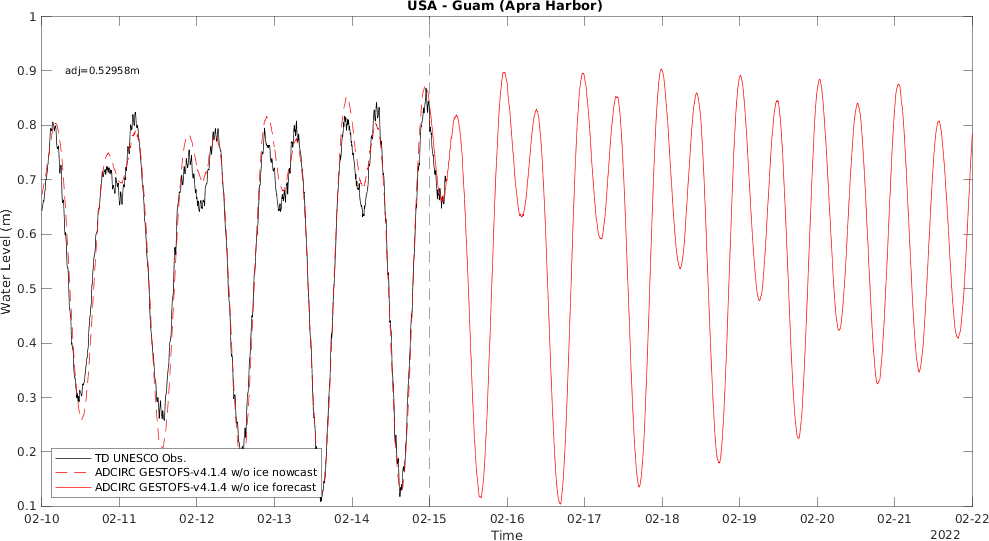 USA - Guam (Apra Harbor)
1
0.9
0.8
0.7
0.6
0.5
0.4
0.3
0.2
0.1
Water Level (m)
adj=0.52958m
TD UNESCO Obs.
ADCIRC GESTOFS-v4.1.4 w/o ice nowcast
ADCIRC GESTOFS-v4.1.4 w/o ice forecast
02-10 02-11 02-12 02-13 02-14 02-15 02-16 02-17 02-18 02-19 02-20 02-21 02-22
Time
2022